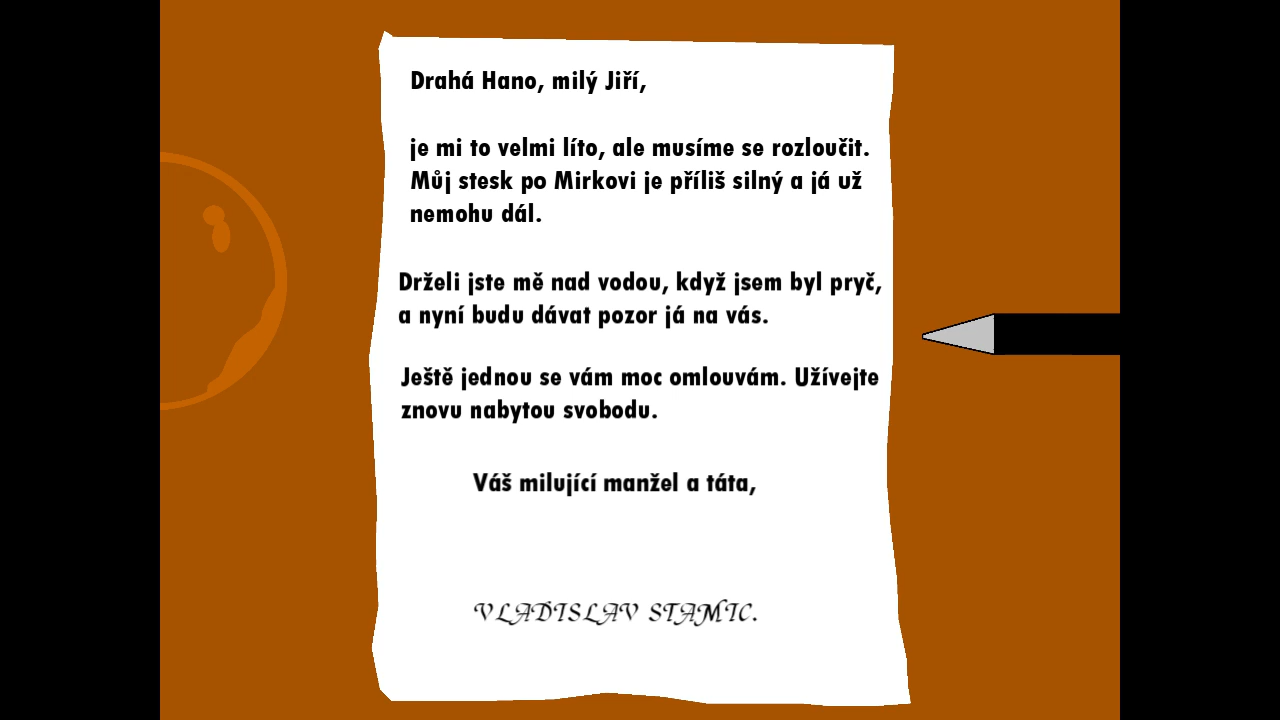 Drahá Hano, milý Jiří,
je mi to velmi líto, ale musíme se rozloučit.
Můj stesk po Mirkovi je příliš silný a já už
nemohu dál.
Drželi jste mě nad vodou, když jsem byl pryč,
a nyní budu dávat pozor já na vás.
Ještě jednou se vám moc omlouvám. Užívejte
znovu nabytou svobodu.
Váš milující manžel a táta,
VLADISLAV STAMIC.